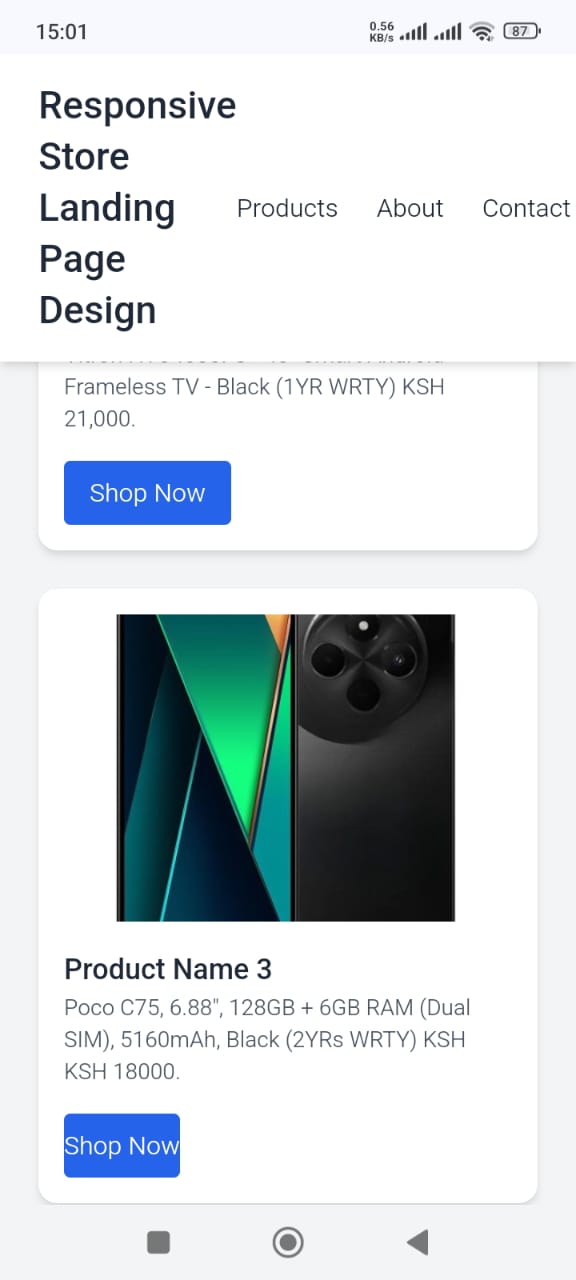 15:01
0.56
KB/s
87
Responsive
Store
Landing
Page
Design
Products About Contact
Frameless TV - Black (1YR WRTY) KSH
21,000.
Shop Now
Product Name 3
Poco C75, 6.88", 128GB + 6GB RAM (Dual
SIM), 5160mAh, Black (2YRs WRTY) KSH
KSH 18000.
Shop Now